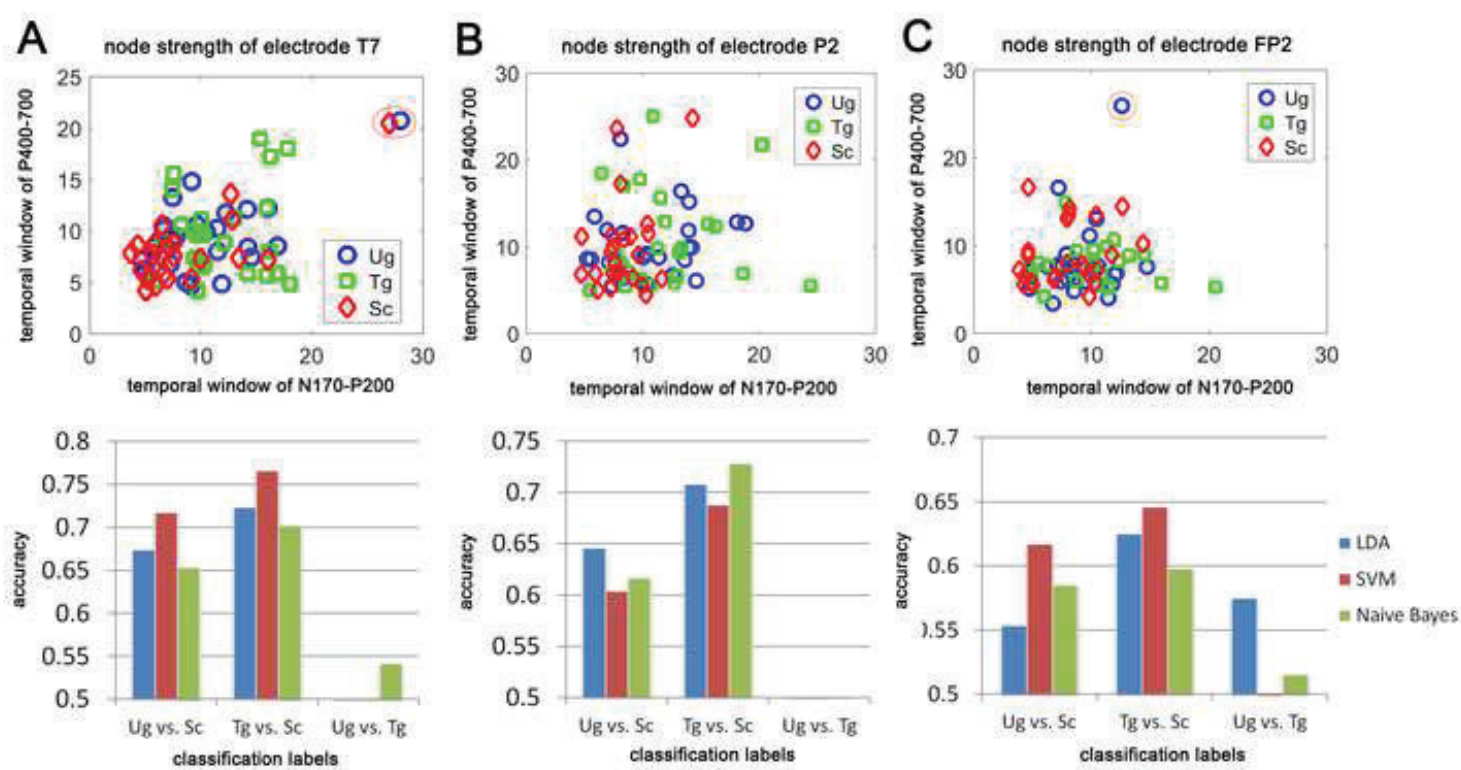 A
node strength of electrode T7
temporal window of P400-700
25
20
15
10
5
0
0
10
20
30
Ug
Tg
Sc
temporal window of N170-P200
B
node strength of electrode P2
temporal window of P400-700
30
20
10
0
0
10
20
30
Ug
Tg
Sc
temporal window of N170-P200
C
node strength of electrode FP2
temporal window of P400-700
30
20
10
0
0
10
20
30
Ug
Tg
Sc
temporal window of N170-P200
accuracy
0.8
0.75
0.7
0.65
0.6
0.55
0.5
Ug vs. Sc
Tg vs. Sc
Ug vs. Tg
classification labels
accuracy
0.75
0.7
0.65
0.6
0.55
0.5
Ug vs. Sc
Tg vs. Sc
Ug vs. Tg
classification labels
accuracy
0.7
0.65
0.6
).55
0.5
Ug vs. Sc
Tg vs. Sc
Ug vs. Tg
classification labels
LDA
SVM
Naive Bayes